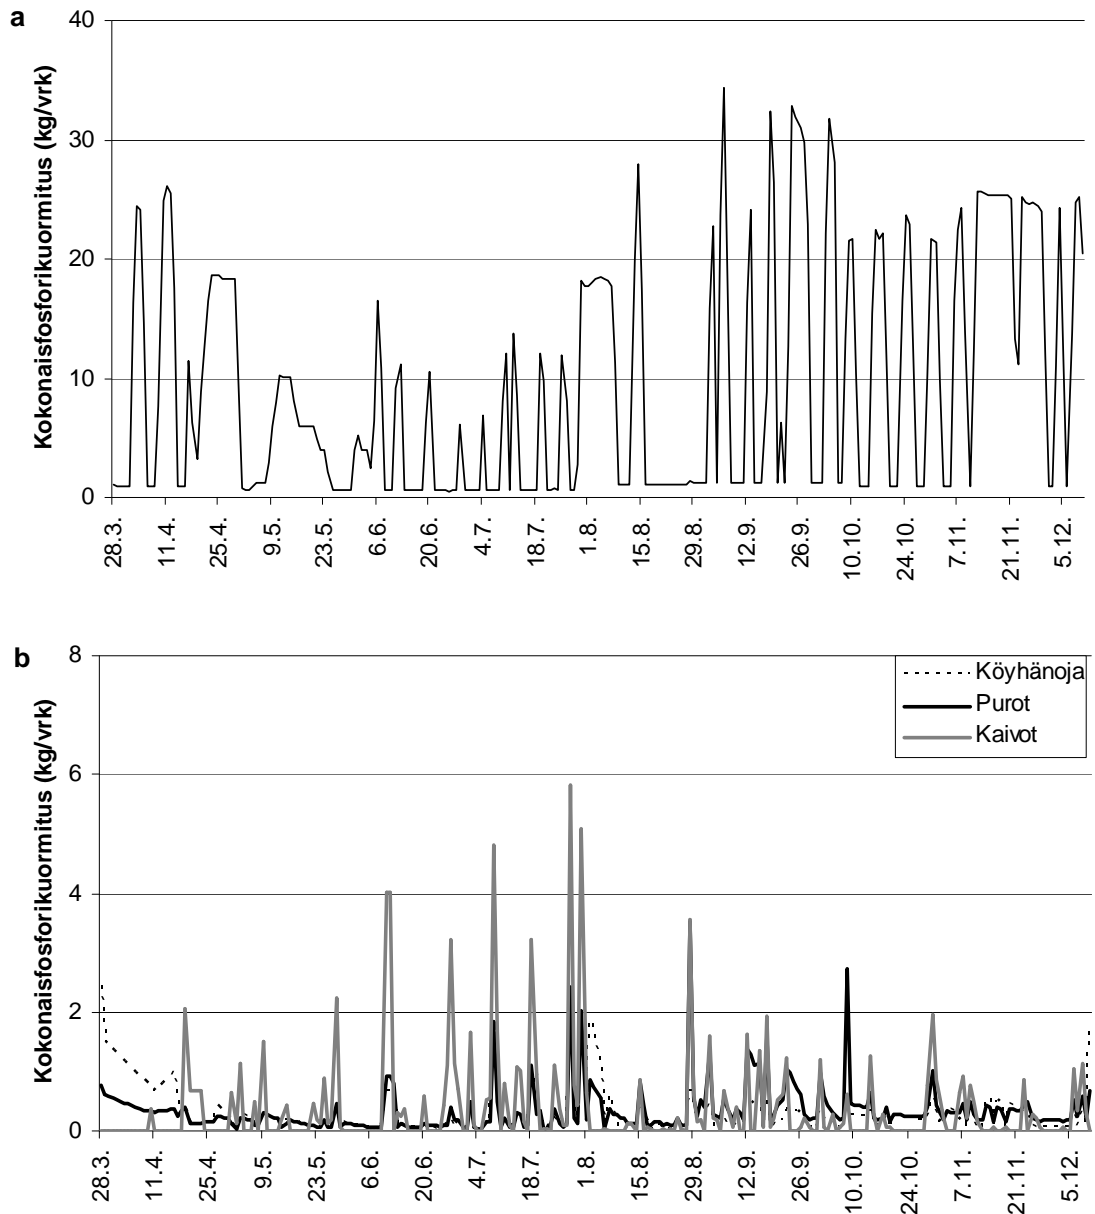 a
Kokonaisfosforikuormitus (kg/vrk)
40
30
20
10
0
28.3. 11.4. 25.4. 9.5. 23.5. 6.6. 20.6. 4.7. 18.7. 1.8. 15.8. 29.8. 12.9. 26.9. 10.10. 24.10. 7.11. 21.11. 5.12.
b
Kokonaisfosforikuormitus (kg/vrk)
8
6
4
2
0
Köyhänoja
Purot
Kaivot
28.3. 11.4. 25.4. 9.5. 23.5. 6.6. 20.6. 4.7. 18.7. 1.8. 15.8. 29.8. 12.9. 26.9. 10.10. 24.10. 7.11. 21.11. 5.12.